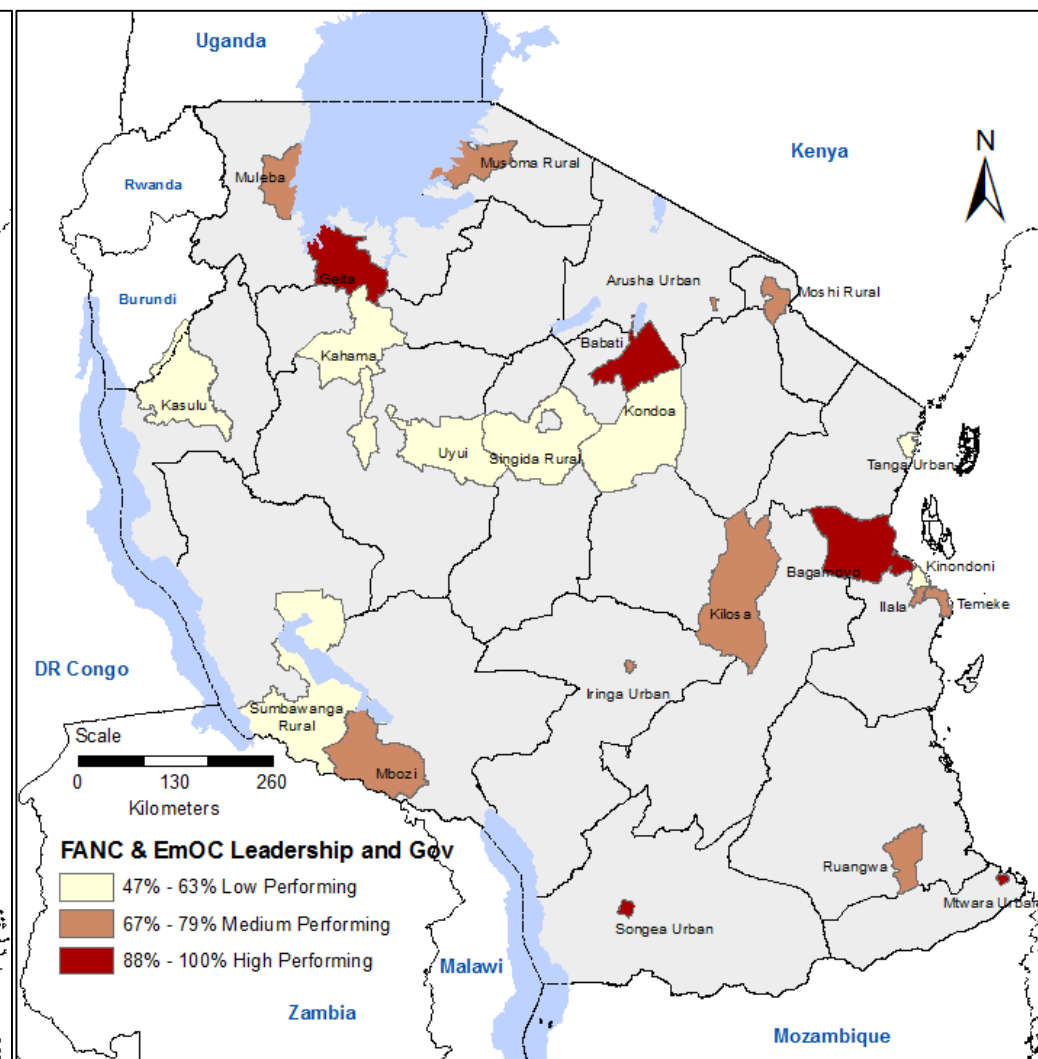 Uganda
Kenya
N
Rwanda
Muleba
Musoma Rural
Burundi
Geita
Arusha Urban
Moshi Rural
Babati
Kahama
Kasulu
Kondoa
Uyui
Singida Rural
Tanga Urban
Bagamoyo
Kinondoni
Ilala
Temeke
Kilosa
DR Congo
Iringa Urban
Sumbawanga
Rural
Mbozi
Scale
0 130 260
Kilometers
FANC & EmOC Leadership and Gov
47% - 63% Low Performing
67% - 79% Medium Performing
88% - 100% High Performing
Ruangwa
Mtwara Urban
Songea Urban
Malawi
Zambia
Mozambique